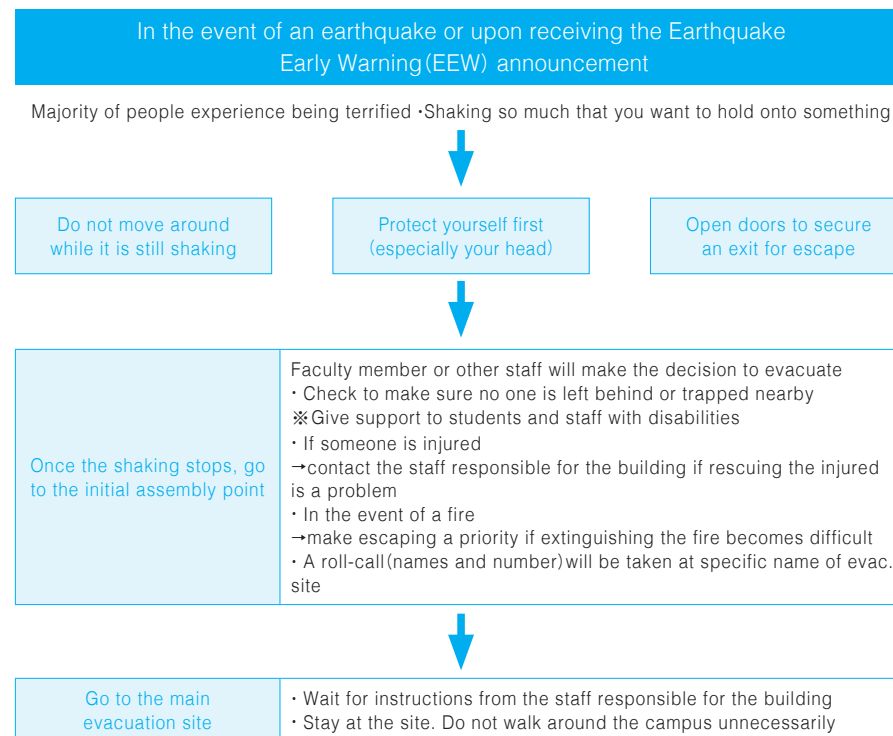 In the event of an earthquake or upon receiving the Earthquake
Early Warning(EEW) announcement
Majority of people experience being terrified ･Shaking so much that you want to hold onto something
Do not move around
while it is still shaking
Protect yourself first
(especially your head)
Open doors to secure
an exit for escape
Once the shaking stops, go
to the initial assembly point
Faculty member or other staff will make the decision to evacuate
･Check to make sure no one is left behind or trapped nearby
※Give support to students and staff with disabilities
･If someone is injured
→contact the staff responsible for the building if rescuing the injured
is a problem
･In the event of a fire
→make escaping a priority if extinguishing the fire becomes difficult
･A roll-call(names and number)will be taken at specific name of evac.
site
Go to the main
evacuation site
･Wait for instructions from the staff responsible for the building
･Stay at the site. Do not walk around the campus unnecessarily